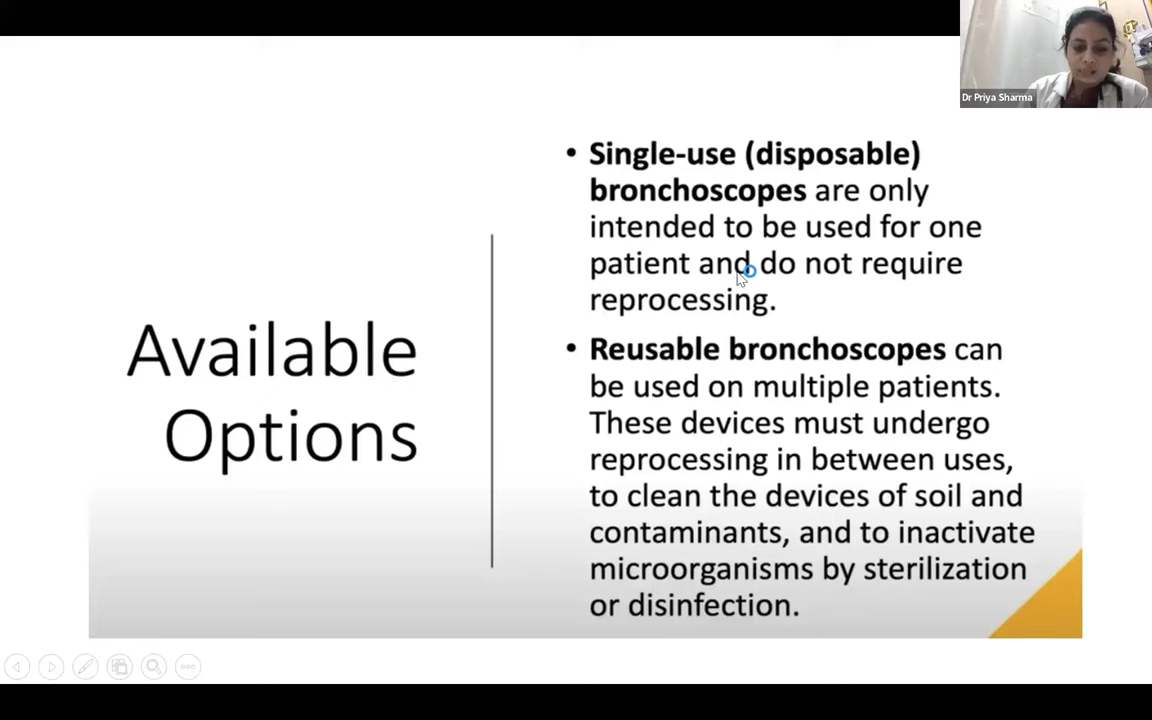 Dr Priya Sharma
Available
Options
• Single-use (disposable)
bronchoscopes are only
intended to be used for one
patient and do not require
reprocessing.
• Reusable bronchoscopes can
be used on multiple patients.
These devices must undergo
reprocessing in between uses,
to clean the devices of soil and
contaminants, and to inactivate
microorganisms by sterilization
or disinfection.